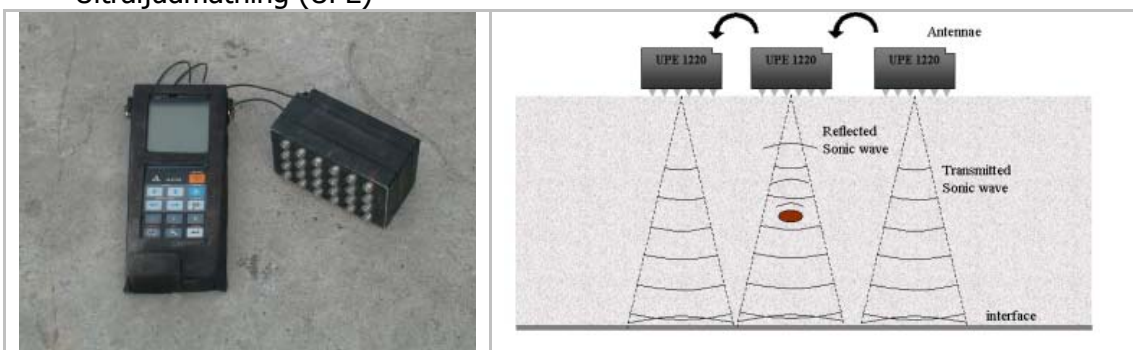 Ultraljudmätning (UPE)
Antennae
UPE 1220
UPE 1220
UPE 1220
Reflected
Sonic wave
Transmitted
Sonic wave
interface